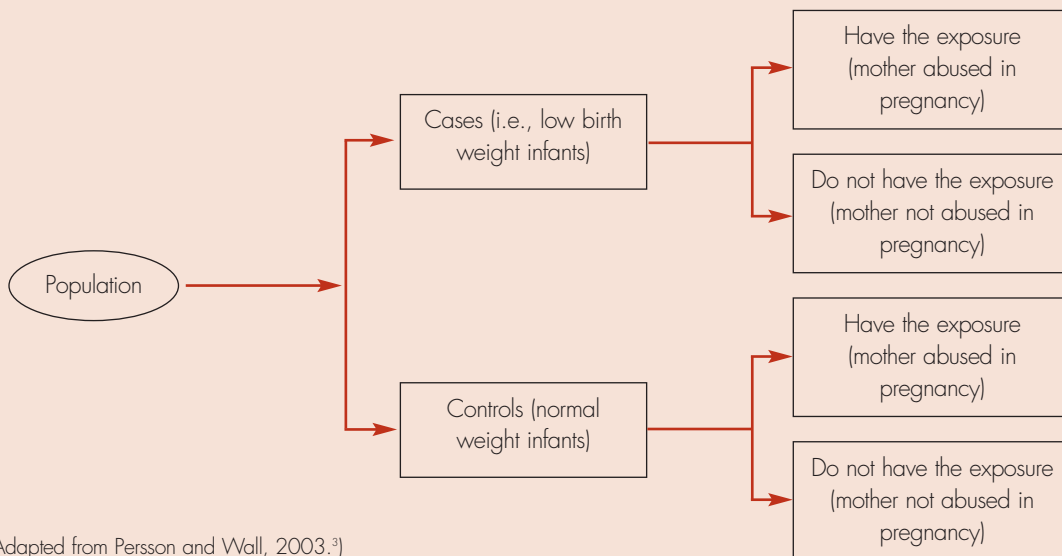 Population
Cases (i.e., low birth
weight infants)
Controls (normal
weight infants)
Have the exposure
(mother abused in
pregnancy)
Do not have the exposure
(mother not abused in
pregnancy)
Have the exposure
(mother abused in
pregnancy)
Do not have the exposure
(mother not abused in
pregnancy)
Adapted from Persson and Wall, 2003.³)